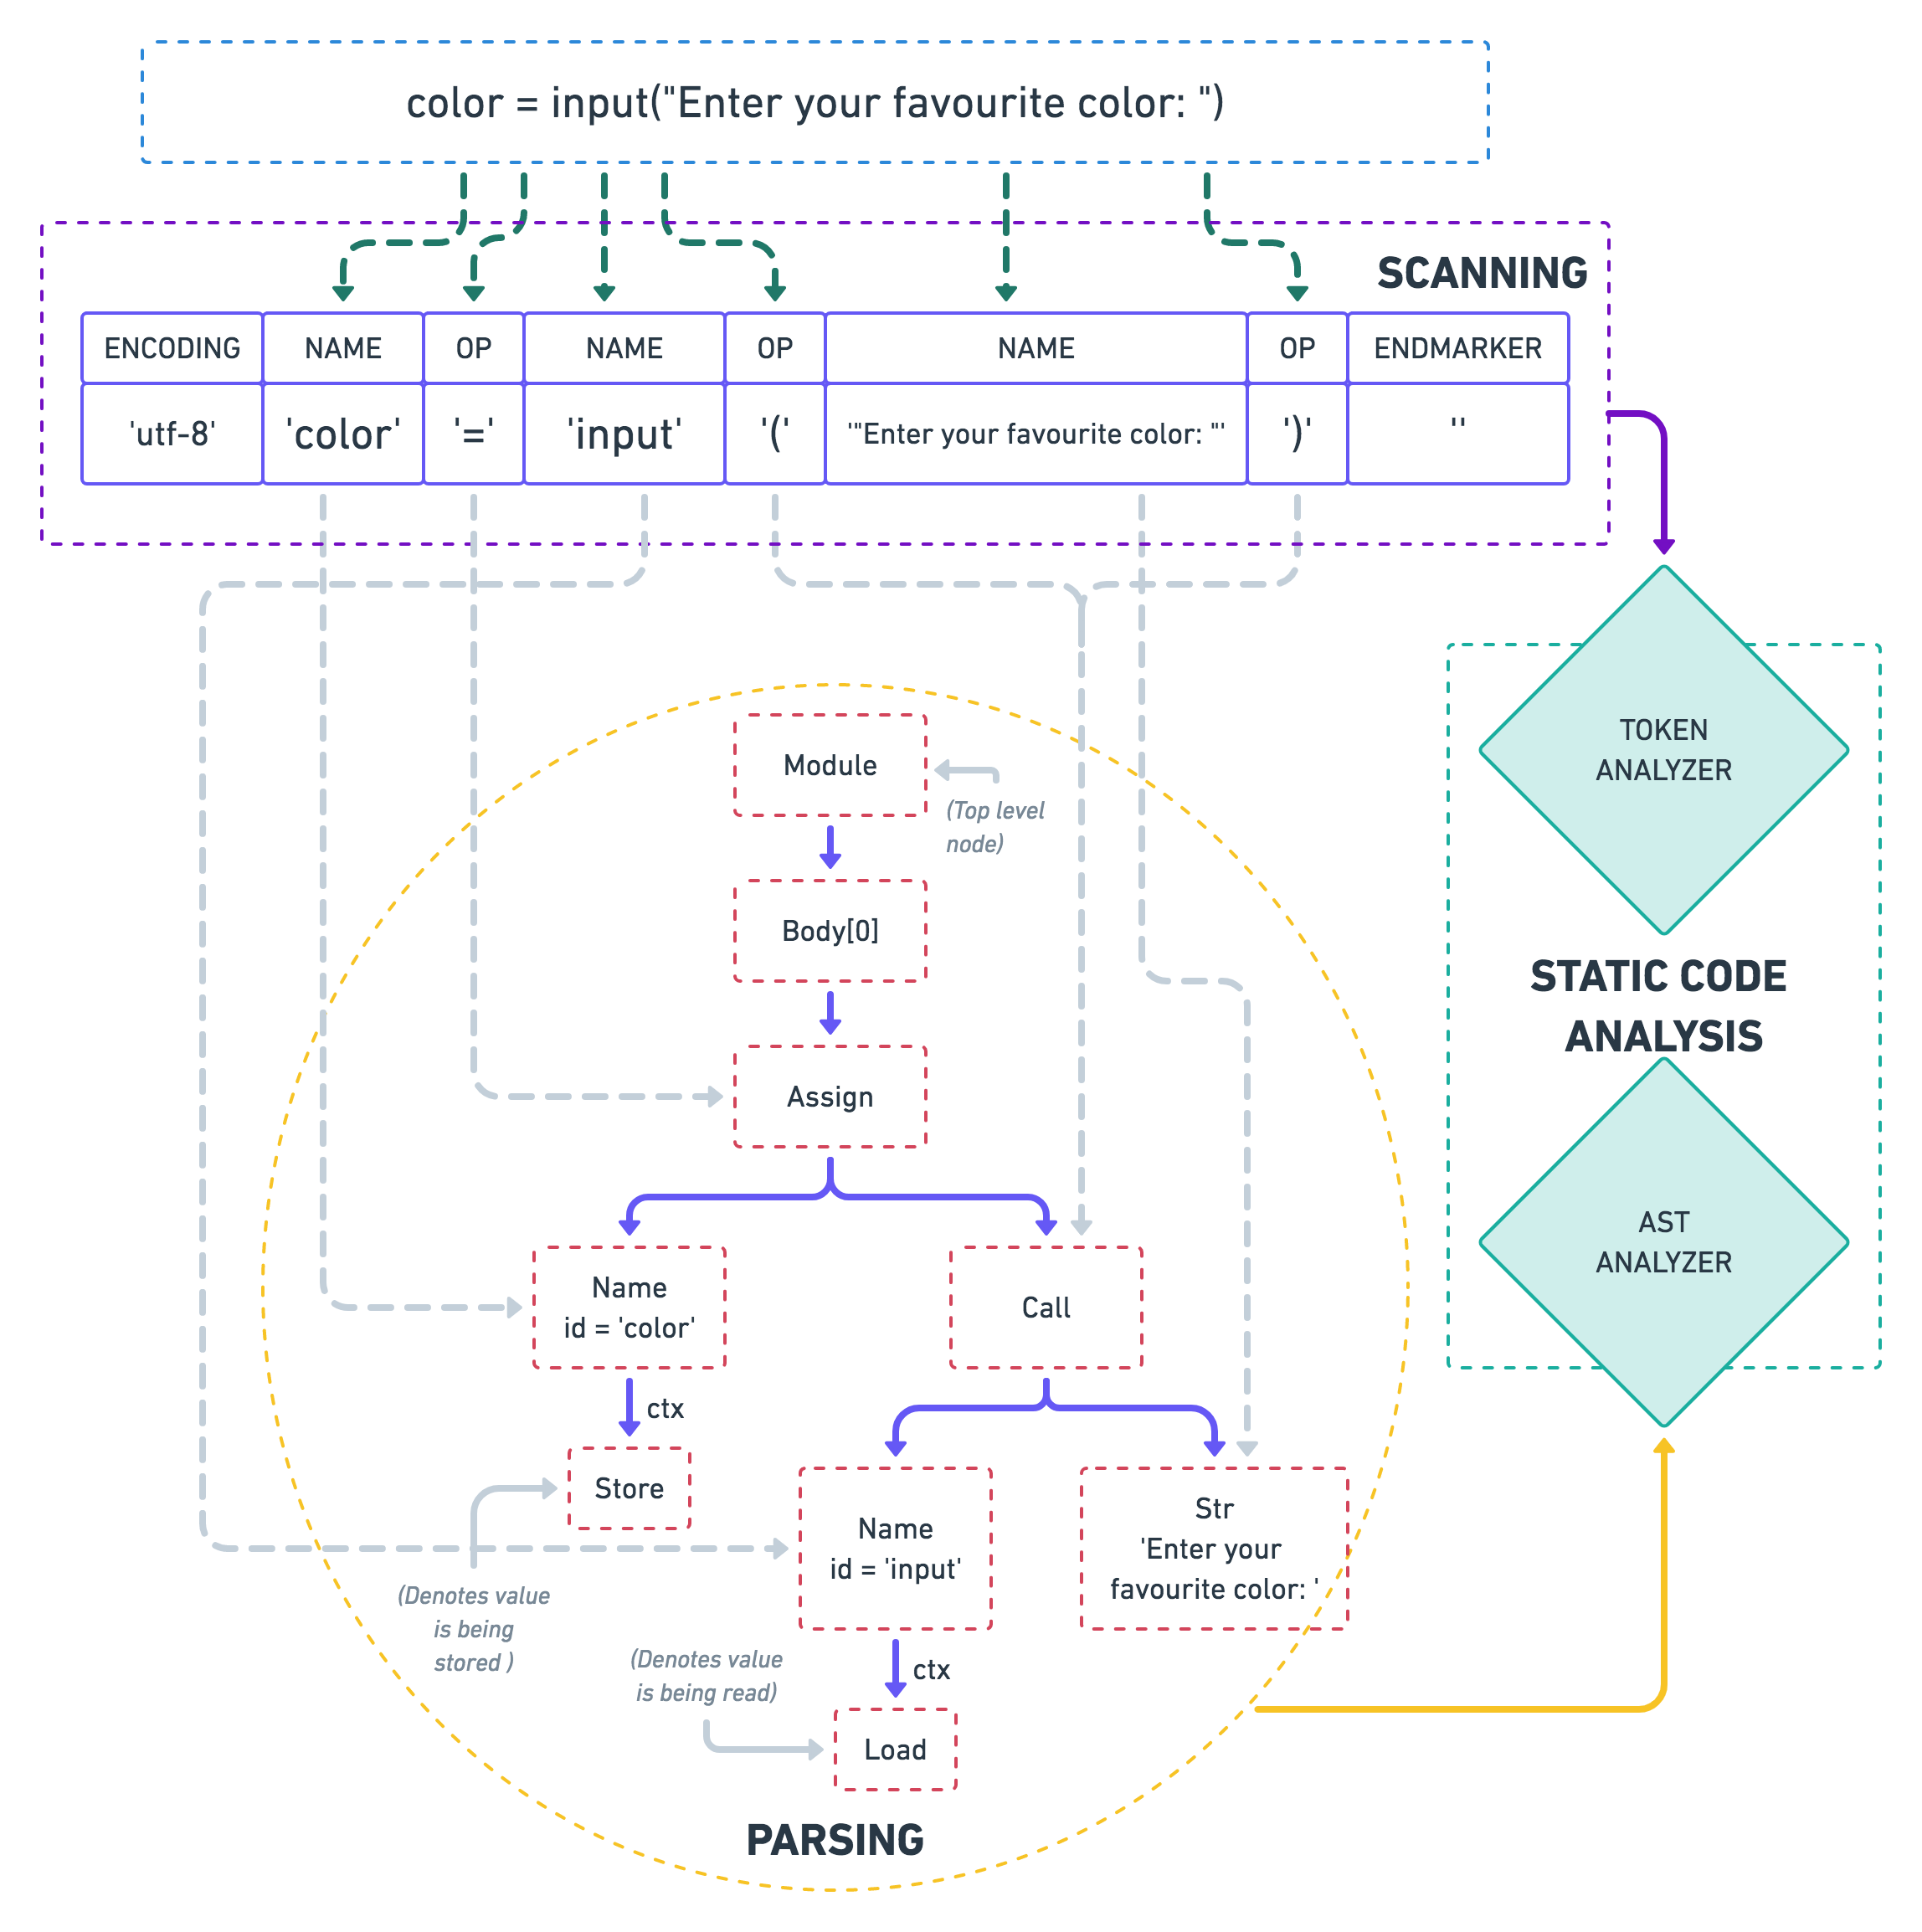 color = input("Enter your favourite color: ")
SCANNING
ENCODING NAME OP NAME OP NAME OP ENDMARKER
'utf-8' 'color' '=' 'input' '(' '"Enter your favourite color: "' ')' ''
Module
(Top level
node)
Body[0]
Assign
Name
id = 'color'
Call
ctx
Store
(Denotes value
is being
stored )
Name
id = 'input'
Str
'Enter your
favourite color: '
ctx
(Denotes value
is being read)
Load
PARSING
TOKEN
ANALYZER
STATIC CODE
ANALYSIS
AST
ANALYZER